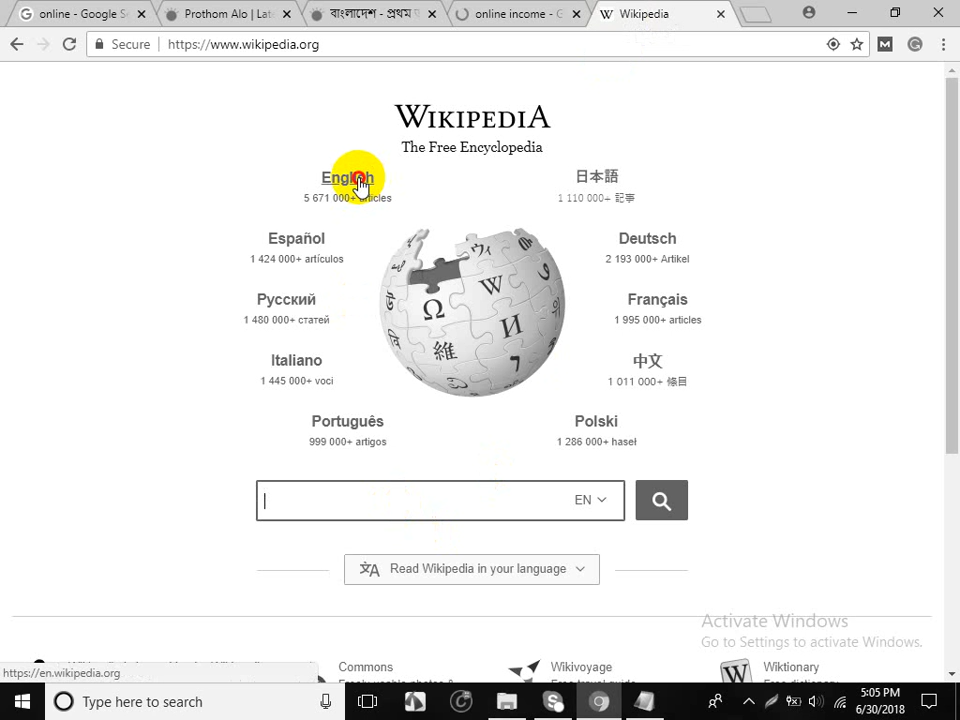 online - Google S
Prothom Alo | Lat
বাংলাদেশ - প্রথম
online income - G
Wikipedia
Secure
https://www.wikipedia.org
WIKIPEDIA
The Free Encyclopedia
English
5 671 000+ articles
日本語
1 110 000+ 記事
Español
1 424 000+ artículos
Deutsch
2 193 000+ Artikel
Русский
1 480 000+ статей
Français
1 995 000+ articles
Italiano
1 445 000+ voci
中文
1 011 000+ 條目
Português
999 000+ artigos
Polski
1 286 000+ haseł
EN
Read Wikipedia in your language
Activate Windows
Go to Settings to activate Windows.
Commons
Wikivoyage
Wiktionary
https://en.wikipedia.org
Type here to search
5:05 PM
6/30/2018